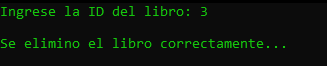 Ingrese la ID del libro: 3
Se elimino el libro correctamente...